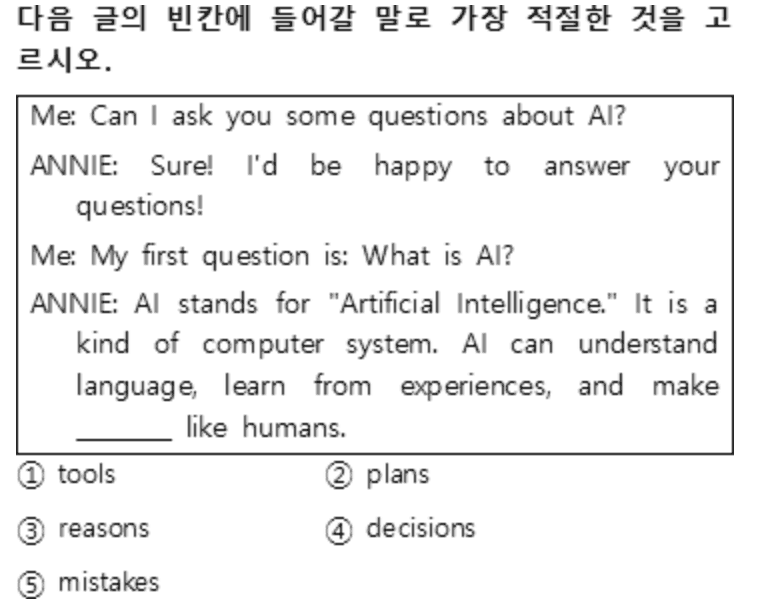 다음 글의 빈칸에 들어갈 말로 가장 적절한 것을 고
르시오.
Me: Can I ask you some questions about AI?
ANNIE: Sure! I'd be happy to answer your
questions!
Me: My first question is: What is AI?
ANNIE: AI stands for "Artificial Intelligence." It is a
kind of computer system. AI can understand
language, learn from experiences, and make
_______ like humans.
① tools ② plans
③ reasons ④ decisions
⑤ mistakes